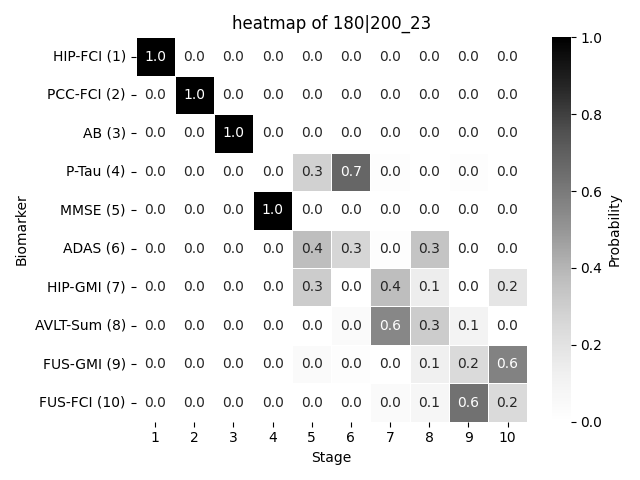 heatmap of 180|200_23
HIP-FCI (1) 1.0 0.0 0.0 0.0 0.0 0.0 0.0 0.0 0.0 0.0
PCC-FCI (2) 0.0 1.0 0.0 0.0 0.0 0.0 0.0 0.0 0.0 0.0
AB (3) 0.0 0.0 1.0 0.0 0.0 0.0 0.0 0.0 0.0 0.0
P-Tau (4) 0.0 0.0 0.0 0.0 0.3 0.7 0.0 0.0 0.0 0.0
MMSE (5) 0.0 0.0 0.0 1.0 0.0 0.0 0.0 0.0 0.0 0.0
ADAS (6) 0.0 0.0 0.0 0.0 0.4 0.3 0.0 0.3 0.0 0.0
HIP-GMI (7) 0.0 0.0 0.0 0.0 0.3 0.0 0.4 0.1 0.0 0.2
AVLT-Sum (8) 0.0 0.0 0.0 0.0 0.0 0.0 0.6 0.3 0.1 0.0
FUS-GMI (9) 0.0 0.0 0.0 0.0 0.0 0.0 0.0 0.1 0.2 0.6
FUS-FCI (10) 0.0 0.0 0.0 0.0 0.0 0.0 0.0 0.1 0.6 0.2
1 2 3 4 5 6 7 8 9 10
Stage
Biomarker
1.0
0.8
0.6
0.4
0.2
0.0
Probability